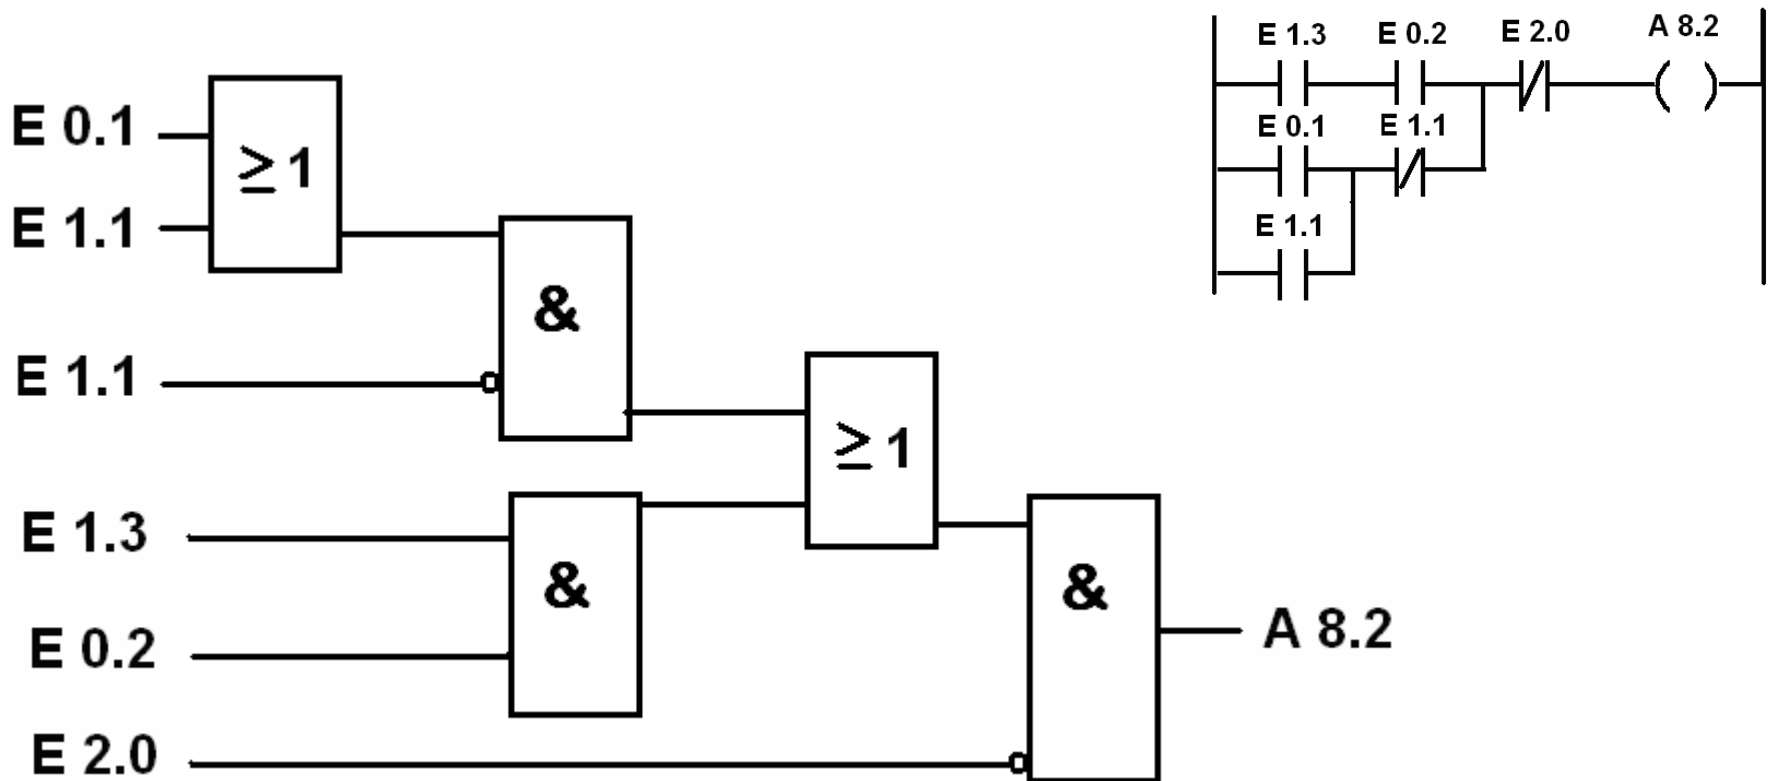 E 0.1
≥ 1
E 1.1
&
E 1.1
≥ 1
E 1.3
&
E 0.2
&
A 8.2
E 2.0
E 1.3 E 0.2 E 2.0 A 8.2
E 0.1 E 1.1
E 1.1